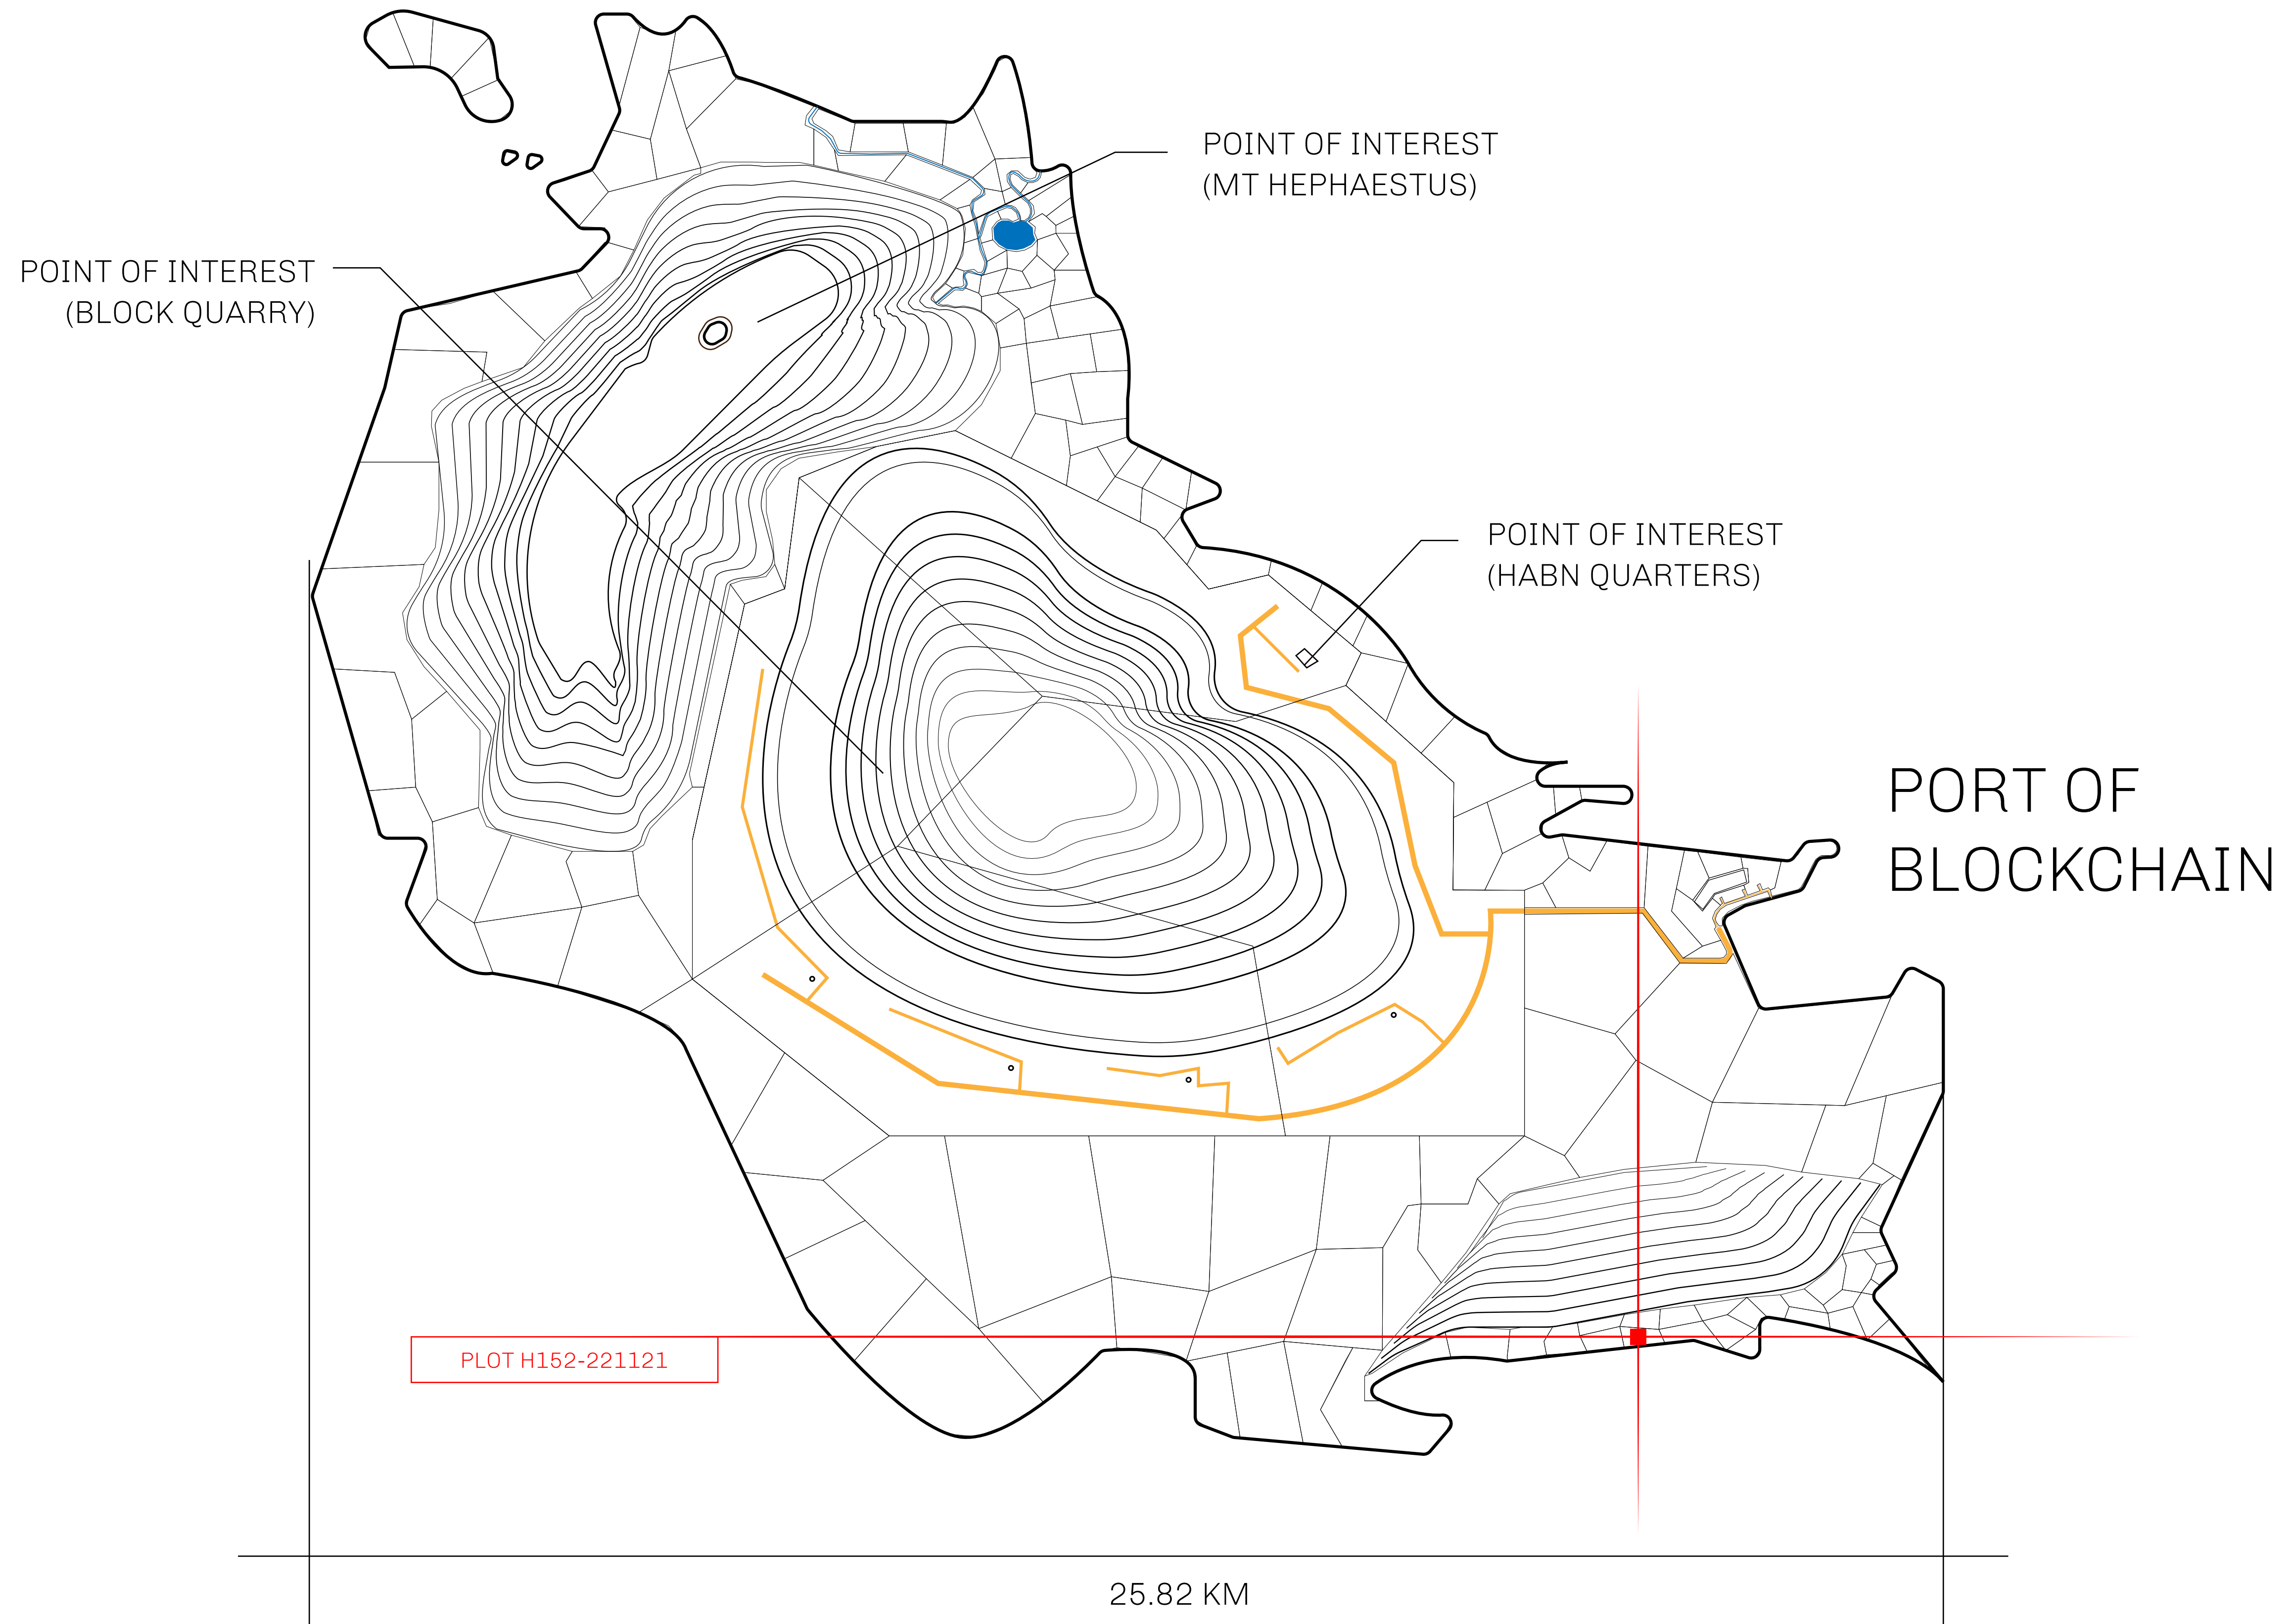 POINT OF INTEREST
(MT HEPHAESTUS)
POINT OF INTEREST
(BLOCK QUARRY)
POINT OF INTEREST
(HABN QUARTERS)
PORT OF
BLOCKCHAIN
PLOT H152-221121
25.82 KM